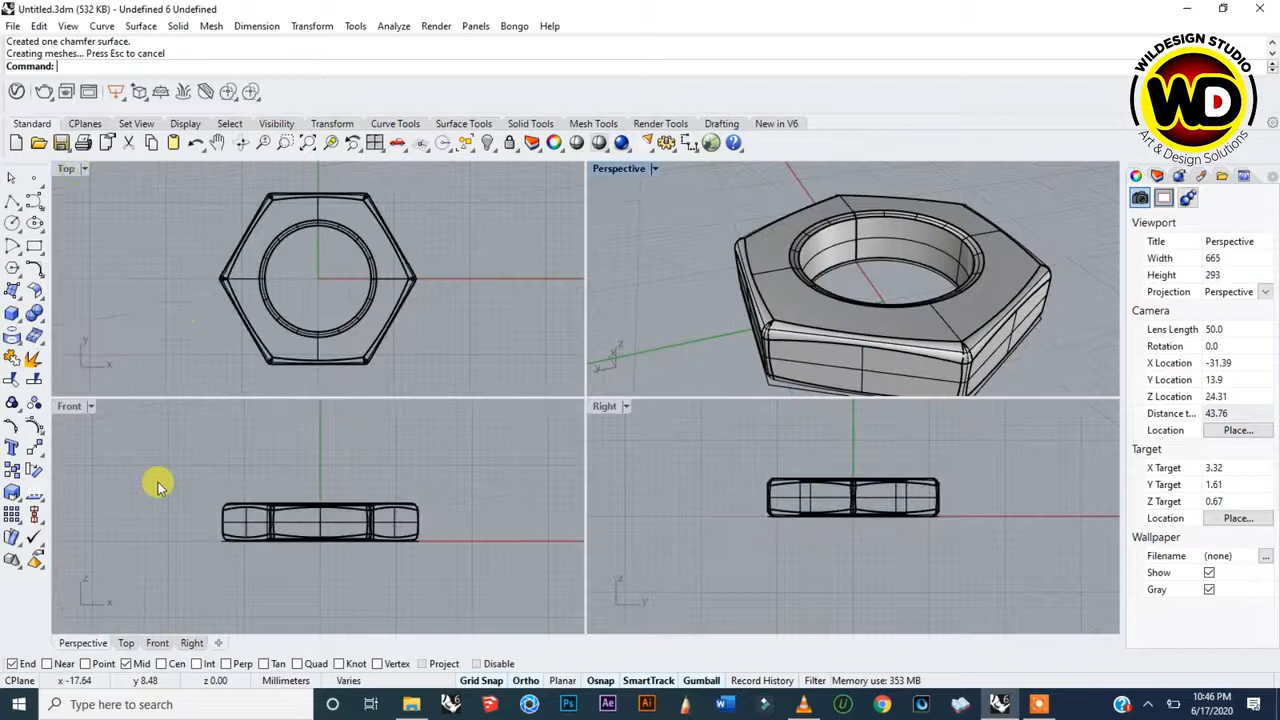 Untitled.3dm (532 KB) - Undefined 6 Undefined
File Edit View Curve Surface Solid Mesh Dimension Transform Tools Analyze Render Panels Bongo Help
Created one chamfer surface.
Creating meshes... Press Esc to cancel
Command:
WILDESIGN STUDIO
WD
Art & Design Solutions
Standard CPlanes Set View Display Select Visibility Transform Curve Tools Surface Tools Solid Tools Mesh Tools Render Tools Drafting New in V6
Top
y
x
Perspective
z
x
y
Front
z
x
Right
z
y
Viewport
Title Perspective
Width 665
Height 293
Projection Perspective
Camera
Lens Length 50.0
Rotation 0.0
X Location -31.39
Y Location 13.9
Z Location 24.31
Distance t... 43.76
Location Place...
Target
X Target 3.32
Y Target 1.61
Z Target 0.67
Location Place...
Wallpaper
Filename (none) ...
Show
Gray
Perspective Top Front Right
End Near Point Mid Cen Int Perp Tan Quad Knot Vertex Project Disable
CPlane x -17.64 y 8.48 z 0.00 Millimeters Varies Grid Snap Ortho Planar Osnap SmartTrack Gumball Record History Filter Memory use: 353 MB
Type here to search
10:46 PM
6/17/2020